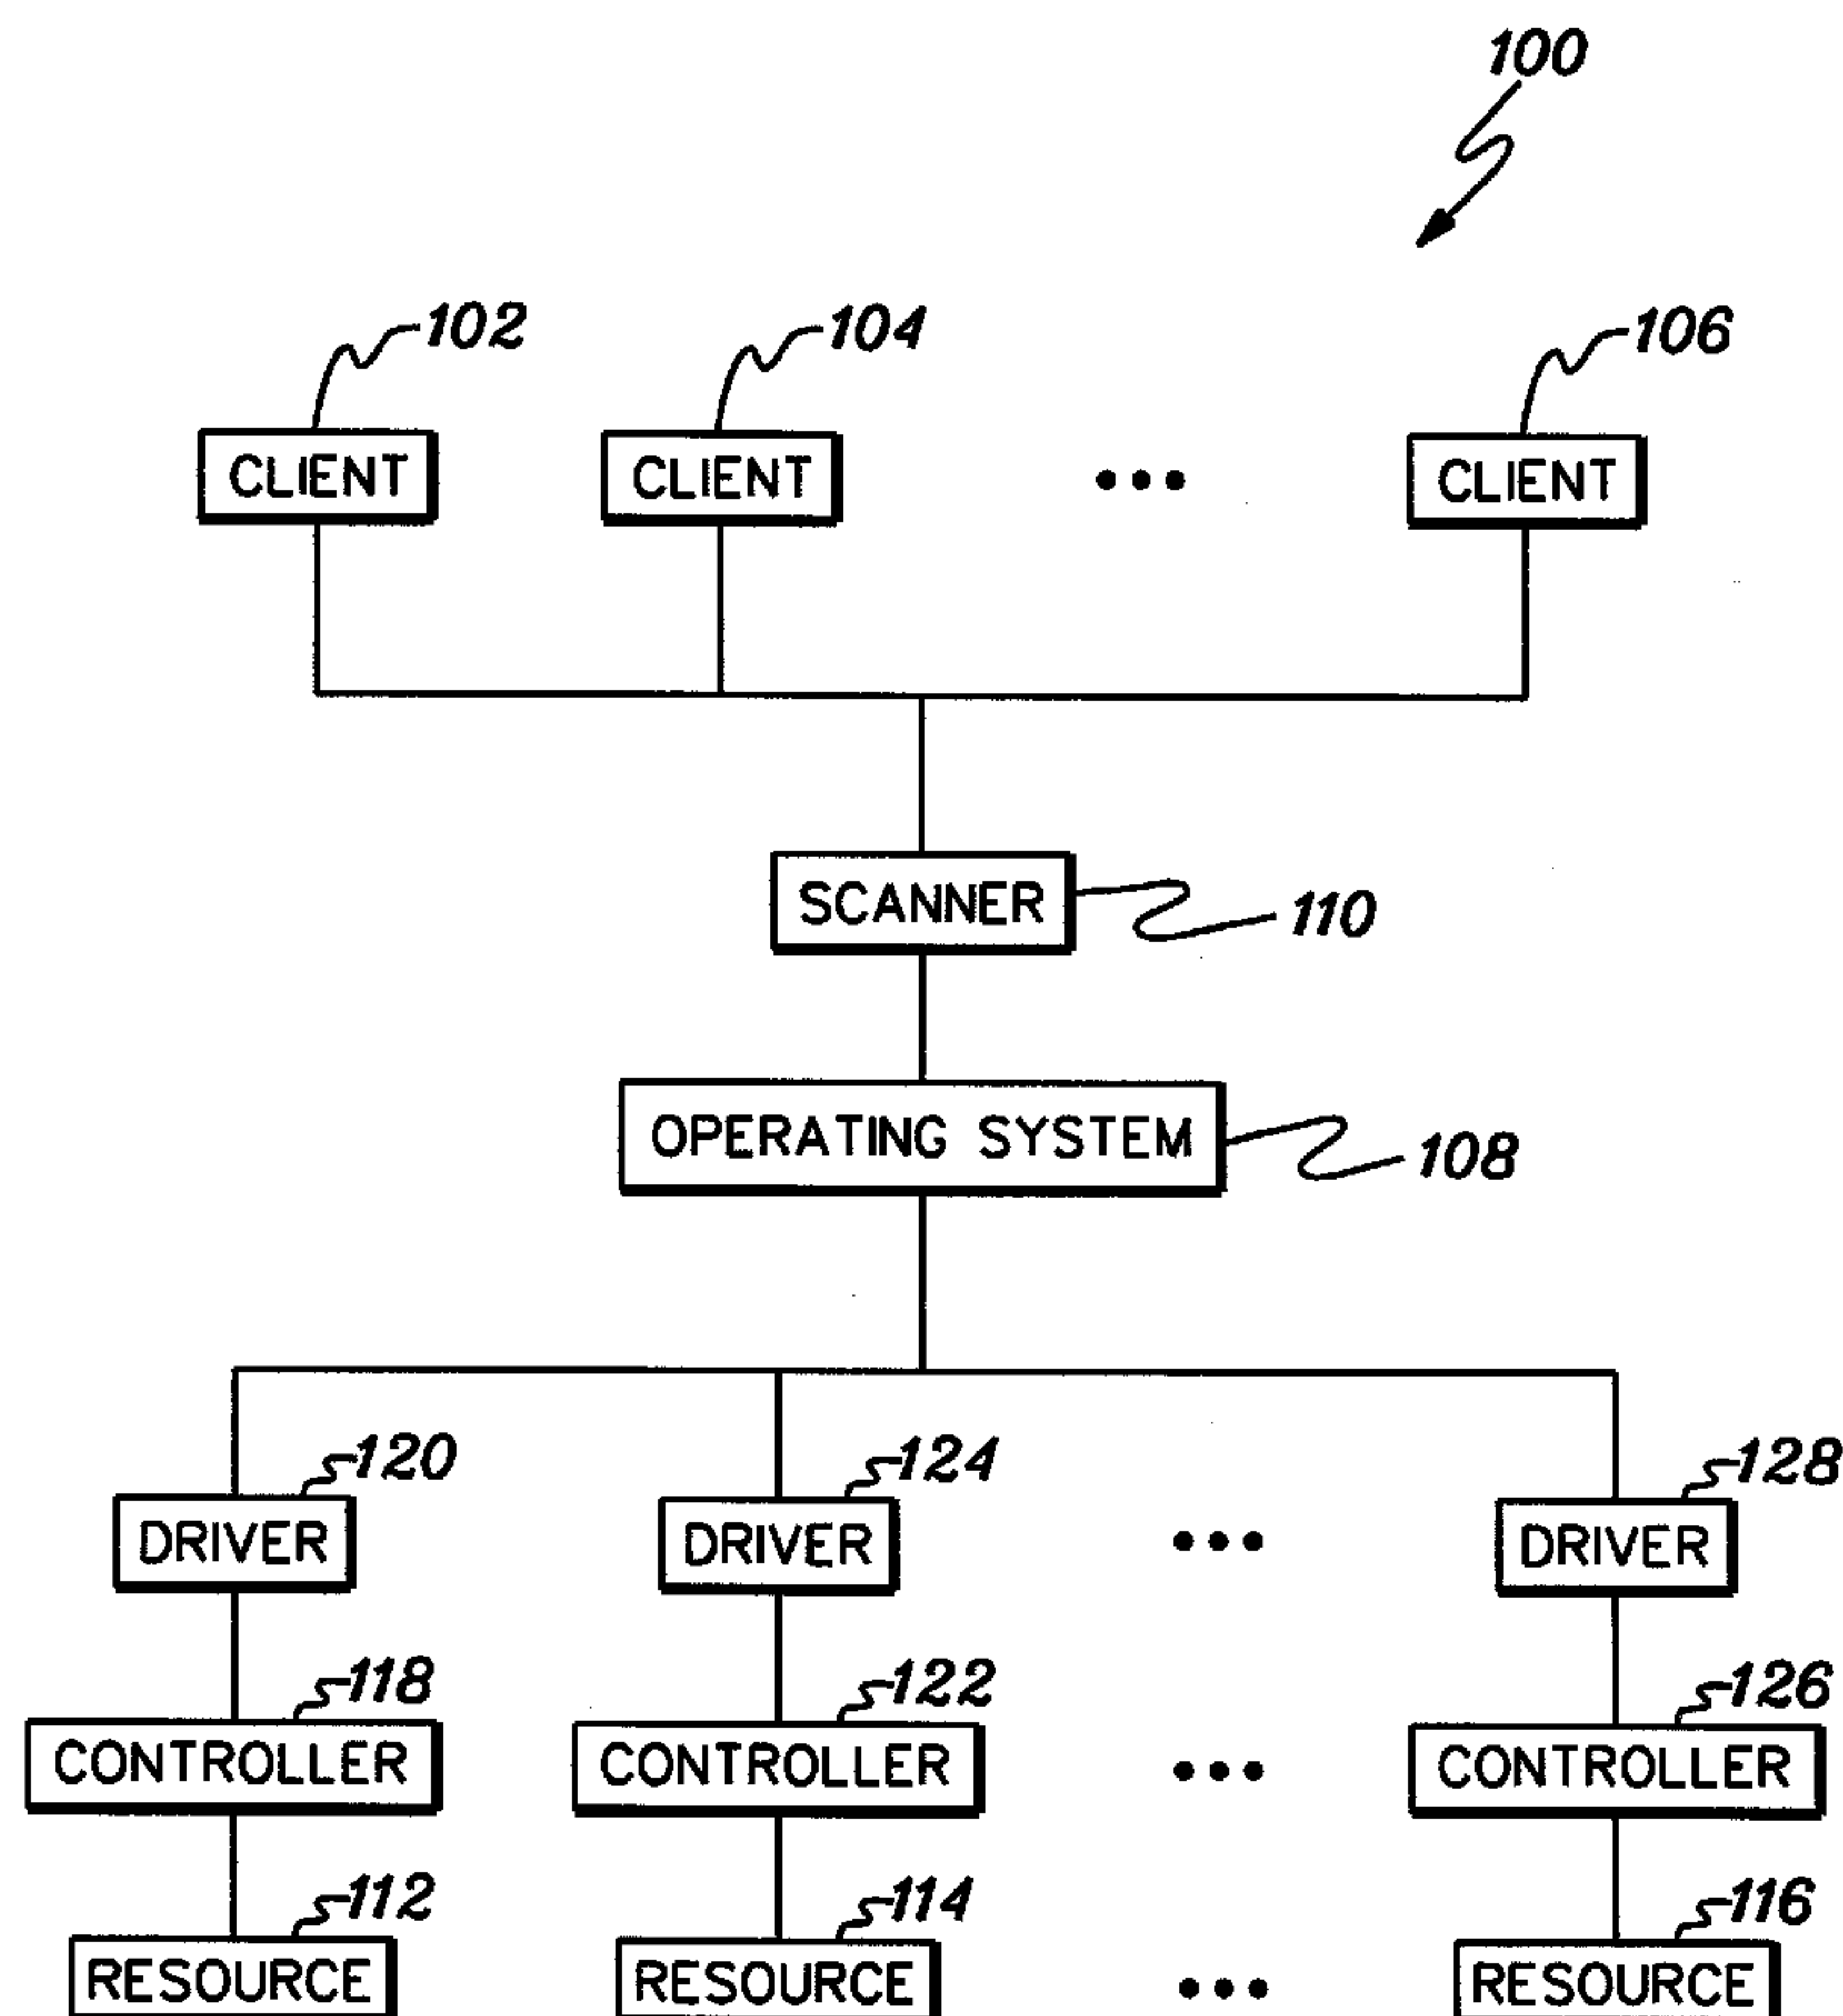 100
102 104 106
CLIENT CLIENT ••• CLIENT
SCANNER
110
OPERATING SYSTEM
108
120 124 128
DRIVER DRIVER ••• DRIVER
118 122 126
CONTROLLER CONTROLLER ••• CONTROLLER
112 114 116
RESOURCE RESOURCE ••• RESOURCE